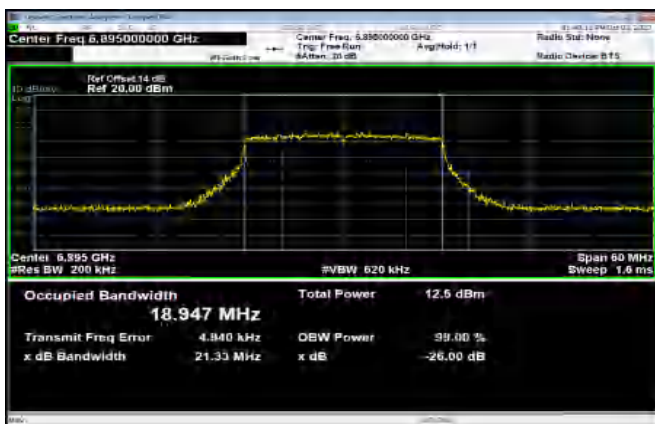 Center Freq 6.895000000 GHz
Center Freq: 6.895000000 GHz
Radio Std: None
Trig: Free Run
Avg|Hold: 1/1
#Atten: 20 dB
Radio Device: BTS
Ref Offset 14 dB
10 dB/div
Ref 20.00 dBm
Log
Center 6.895 GHz
Span 60 MHz
#Res BW 200 kHz
#VBW 620 kHz
Sweep 1.6 ms
Occupied Bandwidth
Total Power
12.5 dBm
18.947 MHz
Transmit Freq Error
4.840 kHz
OBW Power
99.00 %
x dB Bandwidth
21.33 MHz
x dB
-26.00 dB